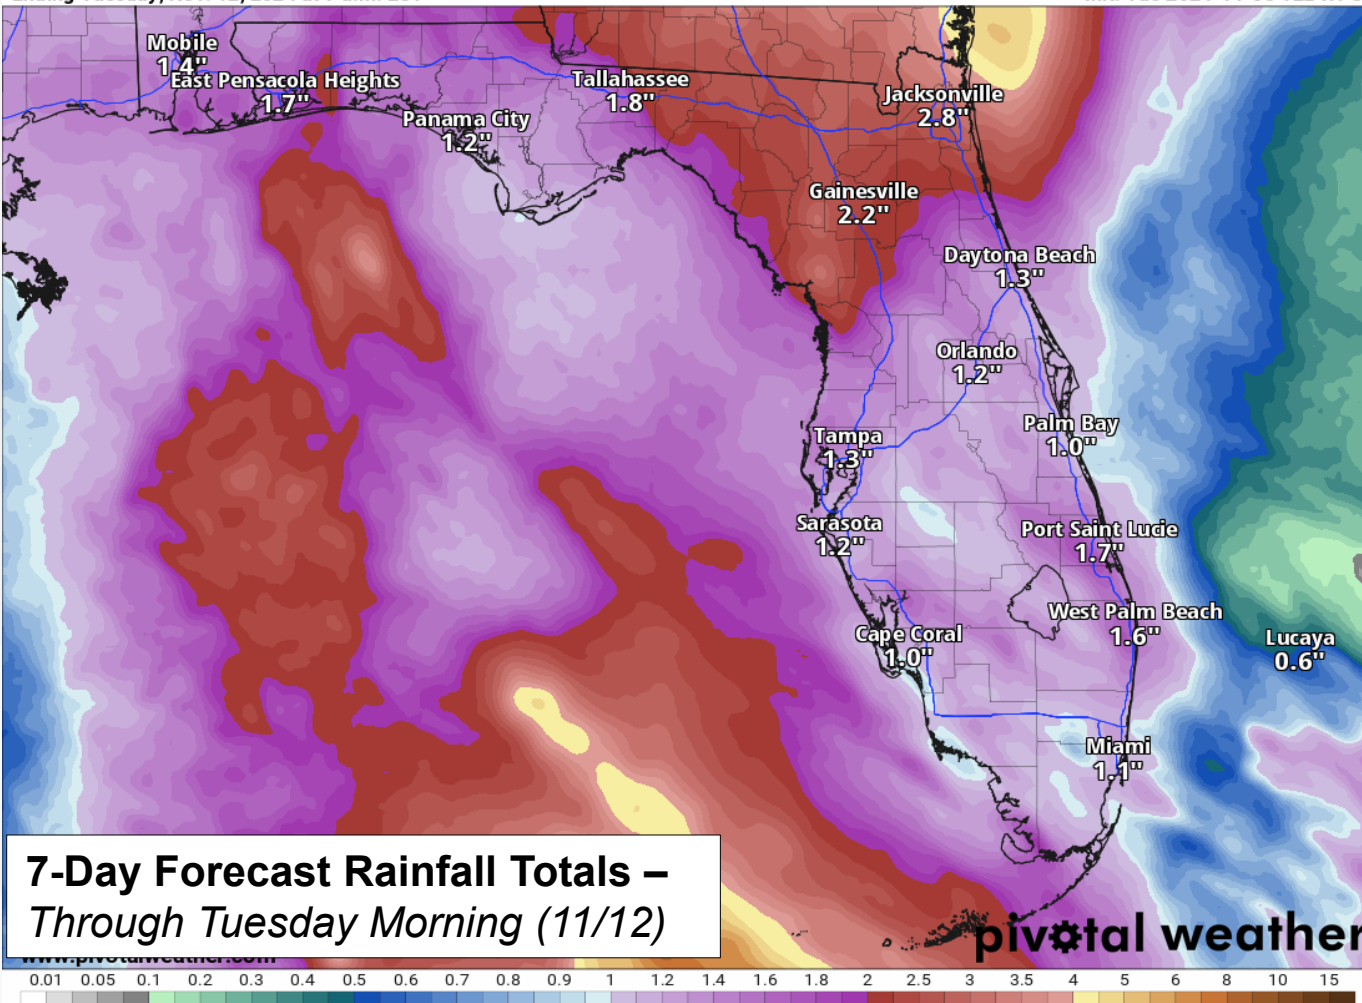 Mobile
1.4"
East Pensacola Heights
1.7"
Tallahassee
1.8"
Panama City
1.2"
Jacksonville
2.8"
Gainesville
2.2"
Daytona Beach
1.3"
Orlando
1.2"
Palm Bay
1.0"
Tampa
1.3"
Sarasota
1.2"
Port Saint Lucie
1.7"
West Palm Beach
1.6"
Cape Coral
1.0"
Lucaya
0.6"
Miami
1.1"
7-Day Forecast Rainfall Totals –
Through Tuesday Morning (11/12)
www.pivotalweather.com
pivotal weather
0.01 0.05 0.1 0.2 0.3 0.4 0.5 0.6 0.7 0.8 0.9 1 1.2 1.4 1.6 1.8 2 2.5 3 3.5 4 5 6 8 10 15